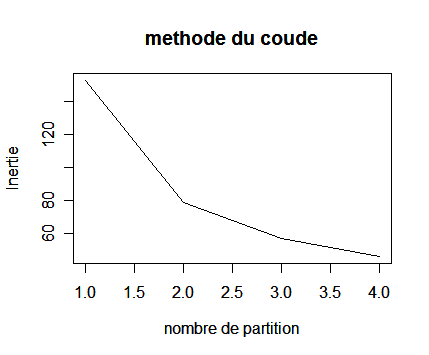 methode du coude
Inertie
120
80
60
1.0 1.5 2.0 2.5 3.0 3.5 4.0
nombre de partition